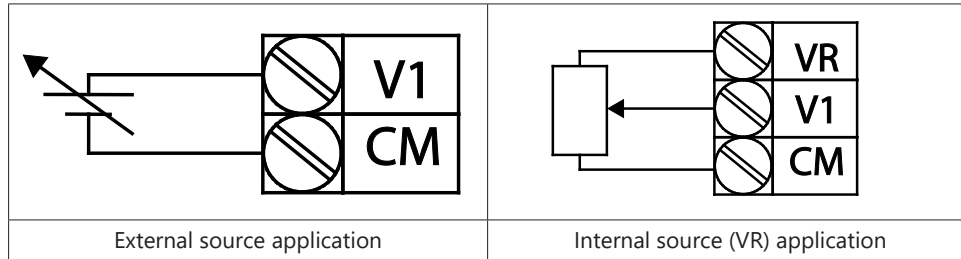 V1
CM
VR
V1
CM
External source application
Internal source (VR) application